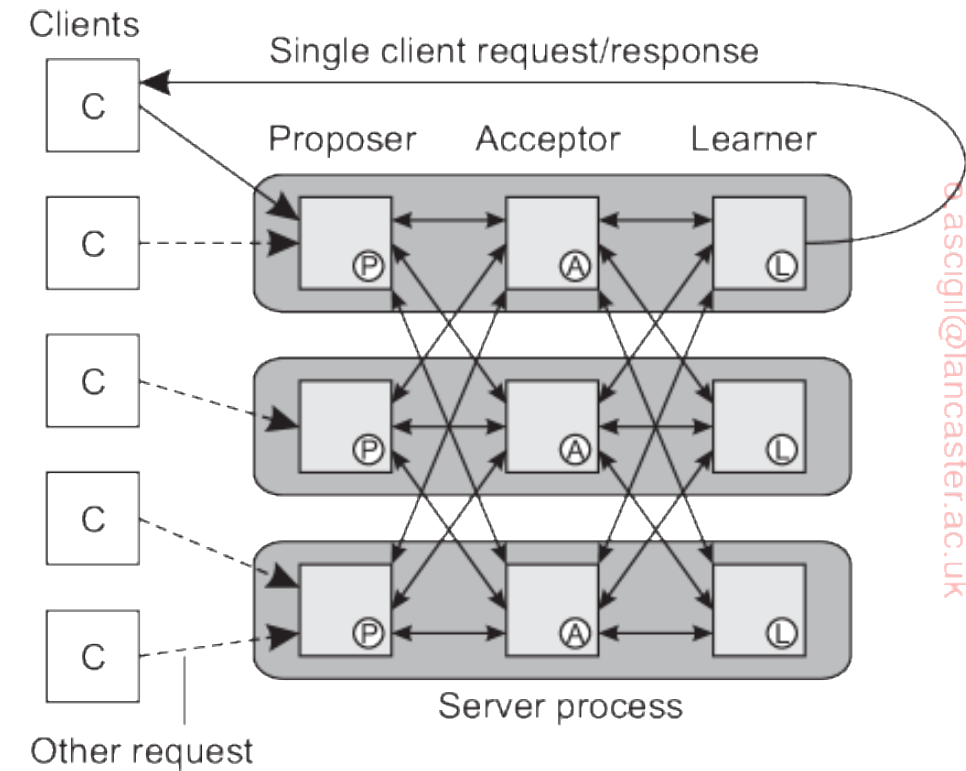 Clients
Single client request/response
C
Proposer
Acceptor
Learner
C
P
A
L
C
P
A
L
C
C
P
A
L
Server process
Other request
o.ascigil@lancaster.ac.uk